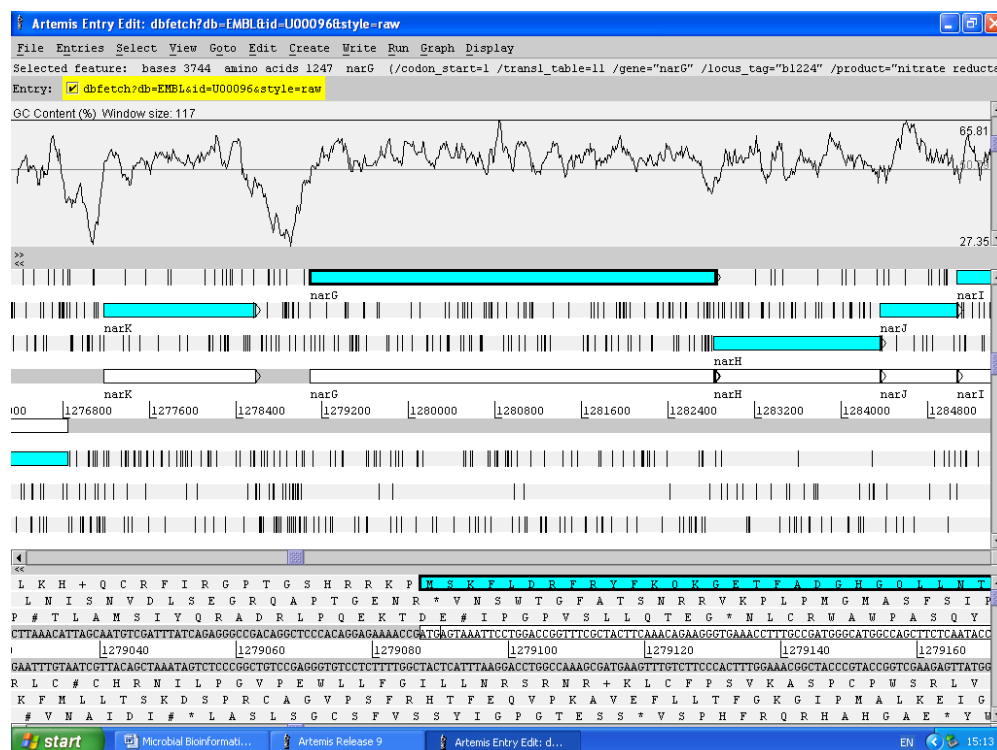 Artemis Entry Edit: dbfetch?db=EMBL&id=U00096&style=raw
File Entries Select View Goto Edit Create Write Run Graph Display
Selected feature: bases 3744 amino acids 1247 narG (/codon_start=1 /transl_table=11 /gene="narG" /locus_tag="b1224" /product="nitrate reducta
Entry: dbfetch?db=EMBL&id=U00096&style=raw
GC Content (%) Window size: 117
65.81
27.35
>>
<<
narG narI
narK narJ
narH
narK narG narH narJ narI
1276800 1277600 1278400 1279200 1280000 1280800 1281600 1282400 1283200 1284000 1284800
<<
L K H + Q C R F I R G P T G S H R R K P M S K F L D R F R Y F K Q K G E T F A D G H G Q L L N T
L N I S N V D L S E G R Q A P T G E N R * V N S W T G F A T S N R R V K P L P M G M A S F S I P
P # T L A M S I Y Q R A D R L P Q E K T D E # I P G P V S L L Q T E G * N L C R W A W P A S Q Y
CTTAAACATTAGCAATGTCGATTTATCAGAGGGCCGACAGGCTCCCACAGGAGAAAACCGATGAGTAAATTCCTGGACCGGTTTCGCTACTTCAAACAGAAGGGTGAAACCTTTGCCGATGGGCATGGCCAGCTTCTCAATACC
1279040 1279060 1279080 1279100 1279120 1279140 1279160
GAATTTGTAATCGTTACAGCTAAATAGTCTCCCGGCTGTCCGAGGGTGTCCTCTTTTGGCTACTCATTTAAGGACCTGGCCAAAGCGATGAAGTTTGTCTTCCCACTTTGGAAACGGCTACCCGTACCGGTCGAAGAGTTATGG
R L C # C H R N I L P G V P E W L L F G I L L N R S R N R + K L C F P S V K A S P C P W S R L V
K F M L L T S K D S P R C A G V P S F R H T F E Q V P K A V E F L L T F G K G I P M A L K E I G
# V N A I D I # * L A S L S G C S F V S S Y I G P G T E S S * V S P H F R Q R H A H G A E * Y
start Microbial Bioinformati... Artemis Release 9 Artemis Entry Edit: d... EN 15:13